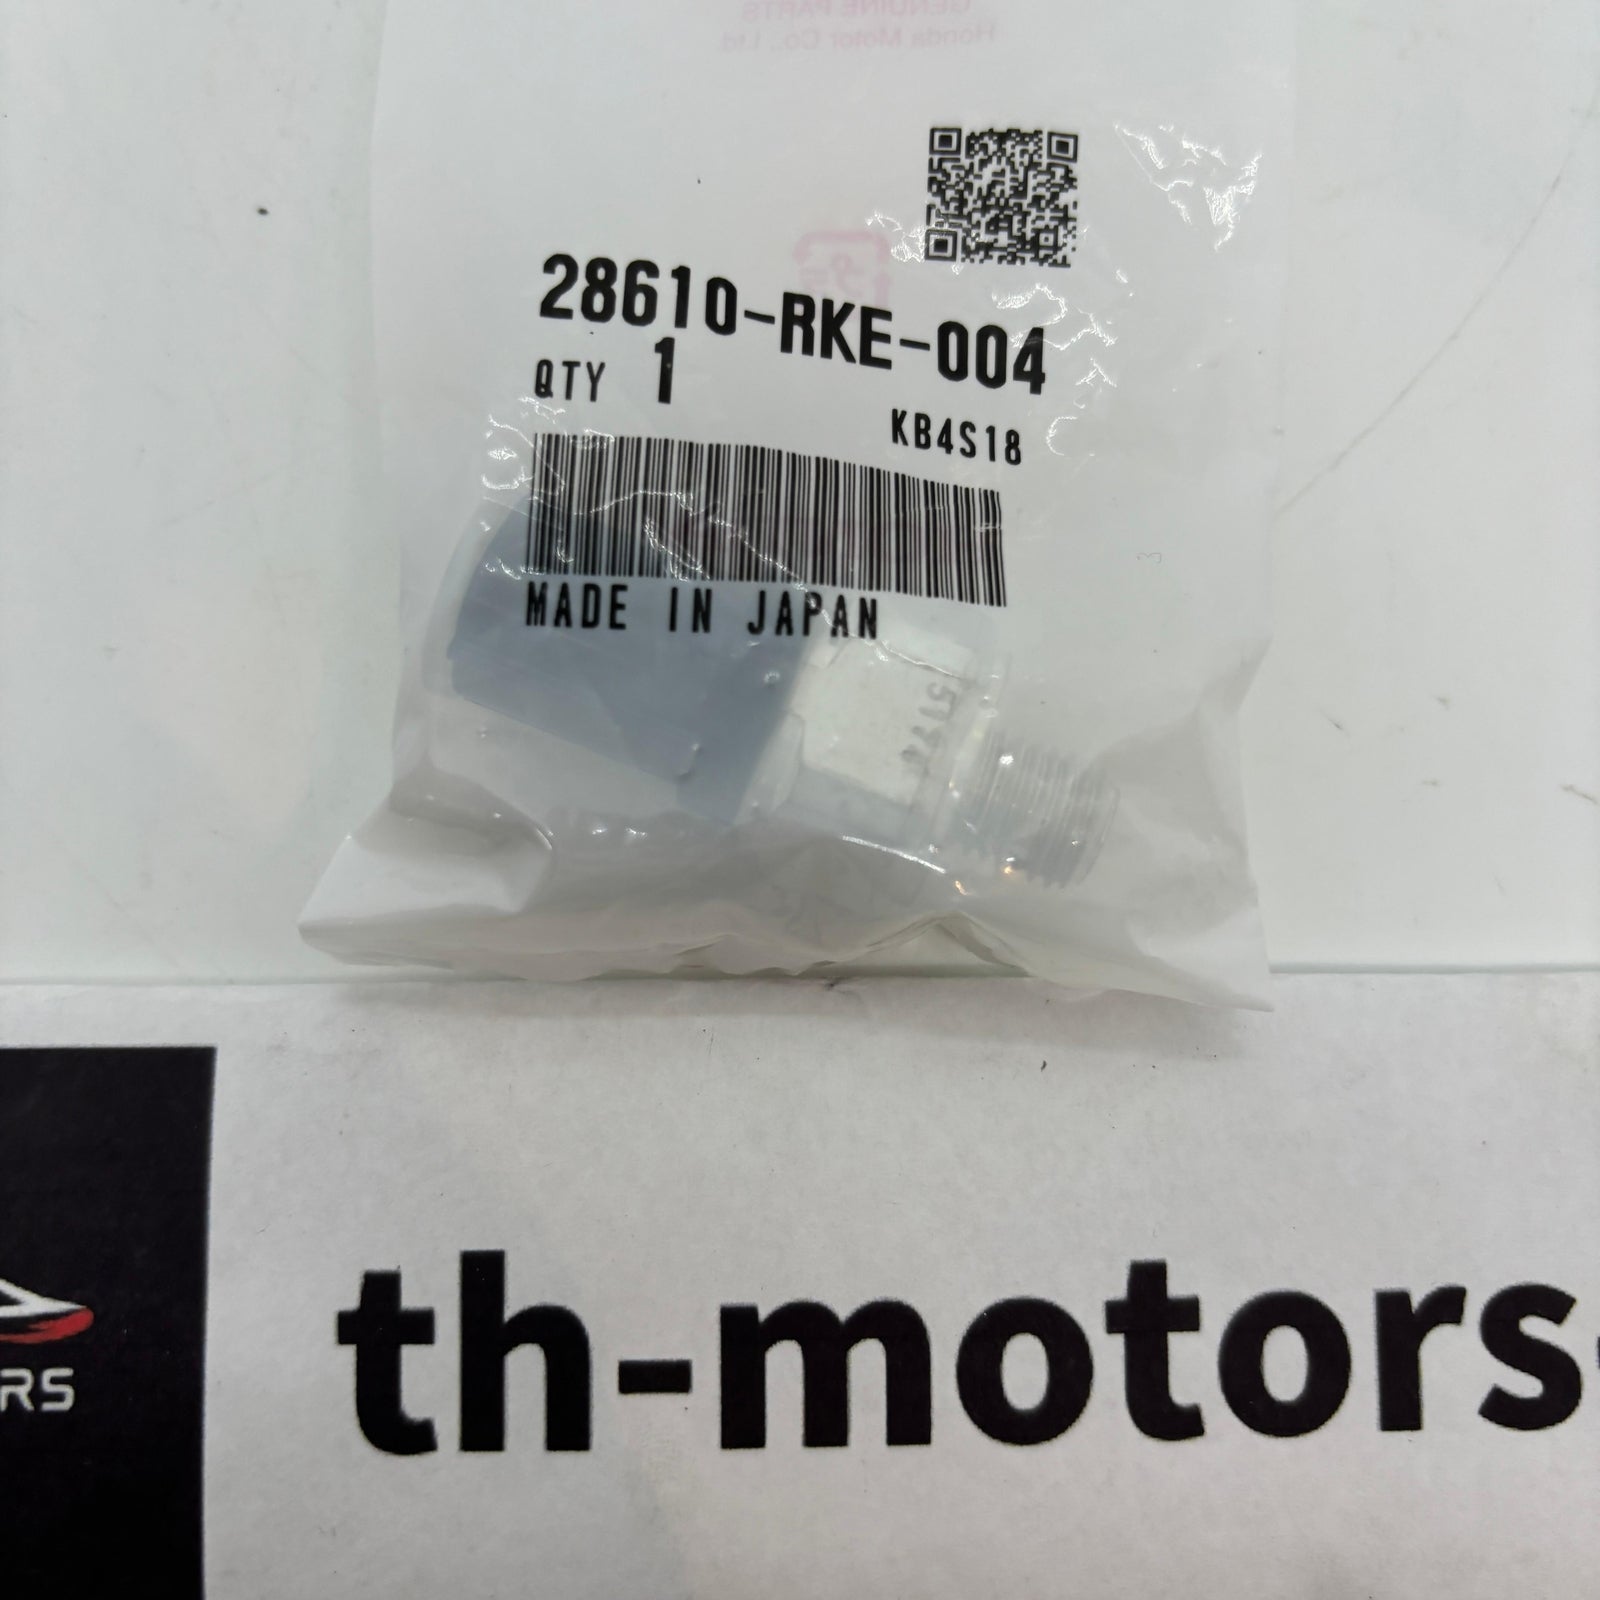 GENUINE PARTS
Honda Motor Co., Ltd.
28610-RKE-004
QTY 1
KB4S18
MADE IN JAPAN
th-motors-
RS